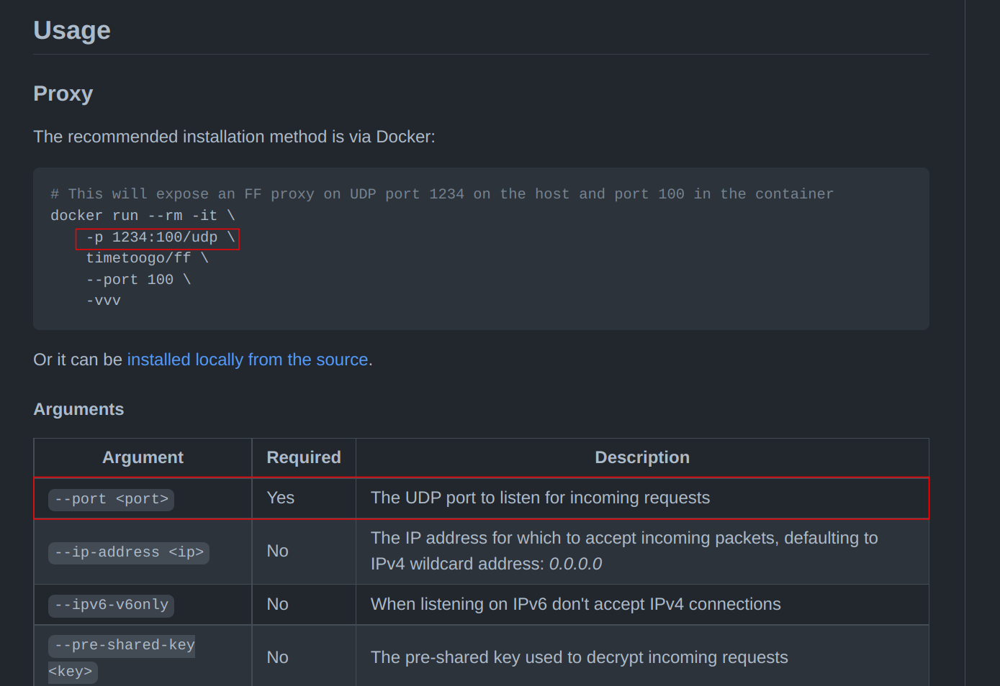 Usage
Proxy
The recommended installation method is via Docker:
# This will expose an FF proxy on UDP port 1234 on the host and port 100 in the container
docker run --rm -it \
-p 1234:100/udp \
timetoogo/ff \
--port 100 \
-vvv
Or it can be installed locally from the source.
Arguments
Argument Required Description
--port <port> Yes The UDP port to listen for incoming requests
--ip-address <ip> No The IP address for which to accept incoming packets, defaulting to
IPv4 wildcard address: 0.0.0.0
--ipv6-v6only No When listening on IPv6 don't accept IPv4 connections
--pre-shared-key
<key> No The pre-shared key used to decrypt incoming requests